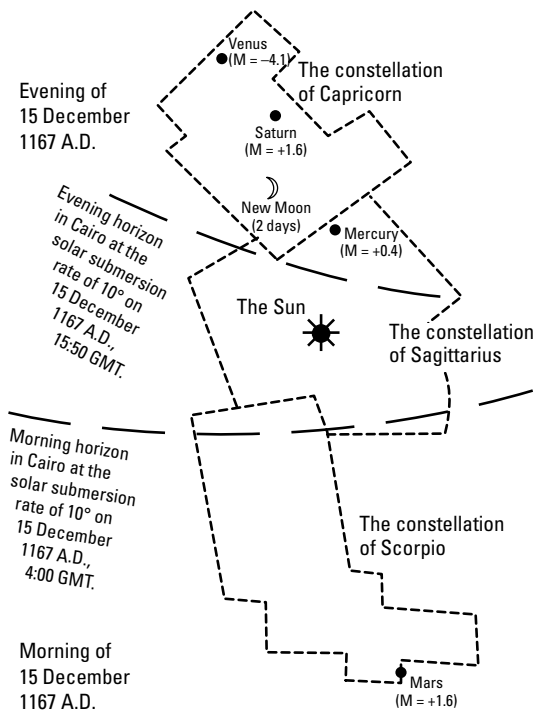 Venus
(M = –4.1)
The constellation
of Capricorn
Evening of
15 December
1167 A.D.
Saturn
(M = +1.6)
New Moon
(2 days)
Mercury
(M = +0.4)
Evening horizon
in Cairo at the
solar submersion
rate of 10° on
15 December
1167 A.D.,
15:50 GMT.
The Sun
The constellation
of Sagittarius
Morning horizon
in Cairo at the
solar submersion
rate of 10° on
15 December
1167 A.D.,
4:00 GMT.
The constellation
of Scorpio
Morning of
15 December
1167 A.D.
Mars
(M = +1.6)